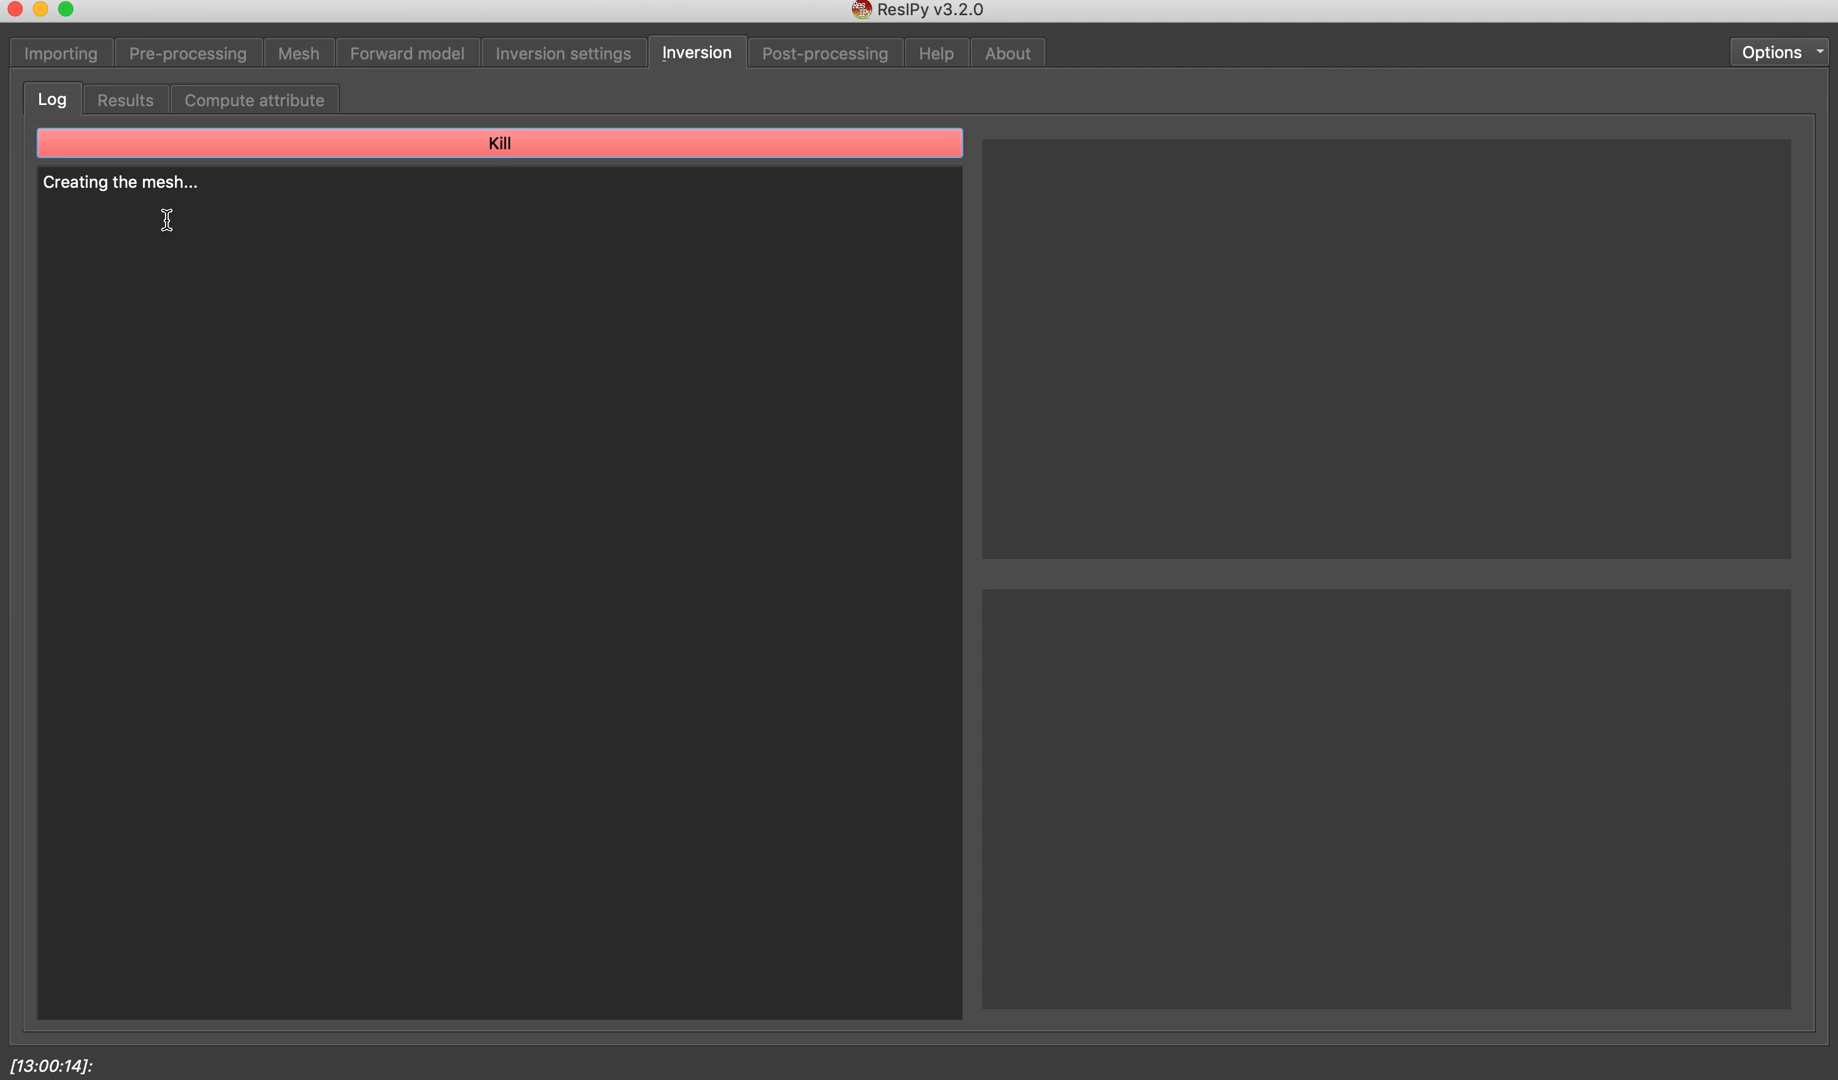 ResIPy v3.2.0
Importing Pre-processing Mesh Forward model Inversion settings Inversion Post-processing Help About Options
Log Results Compute attribute
Kill
Creating the mesh...
[13:00:14]: